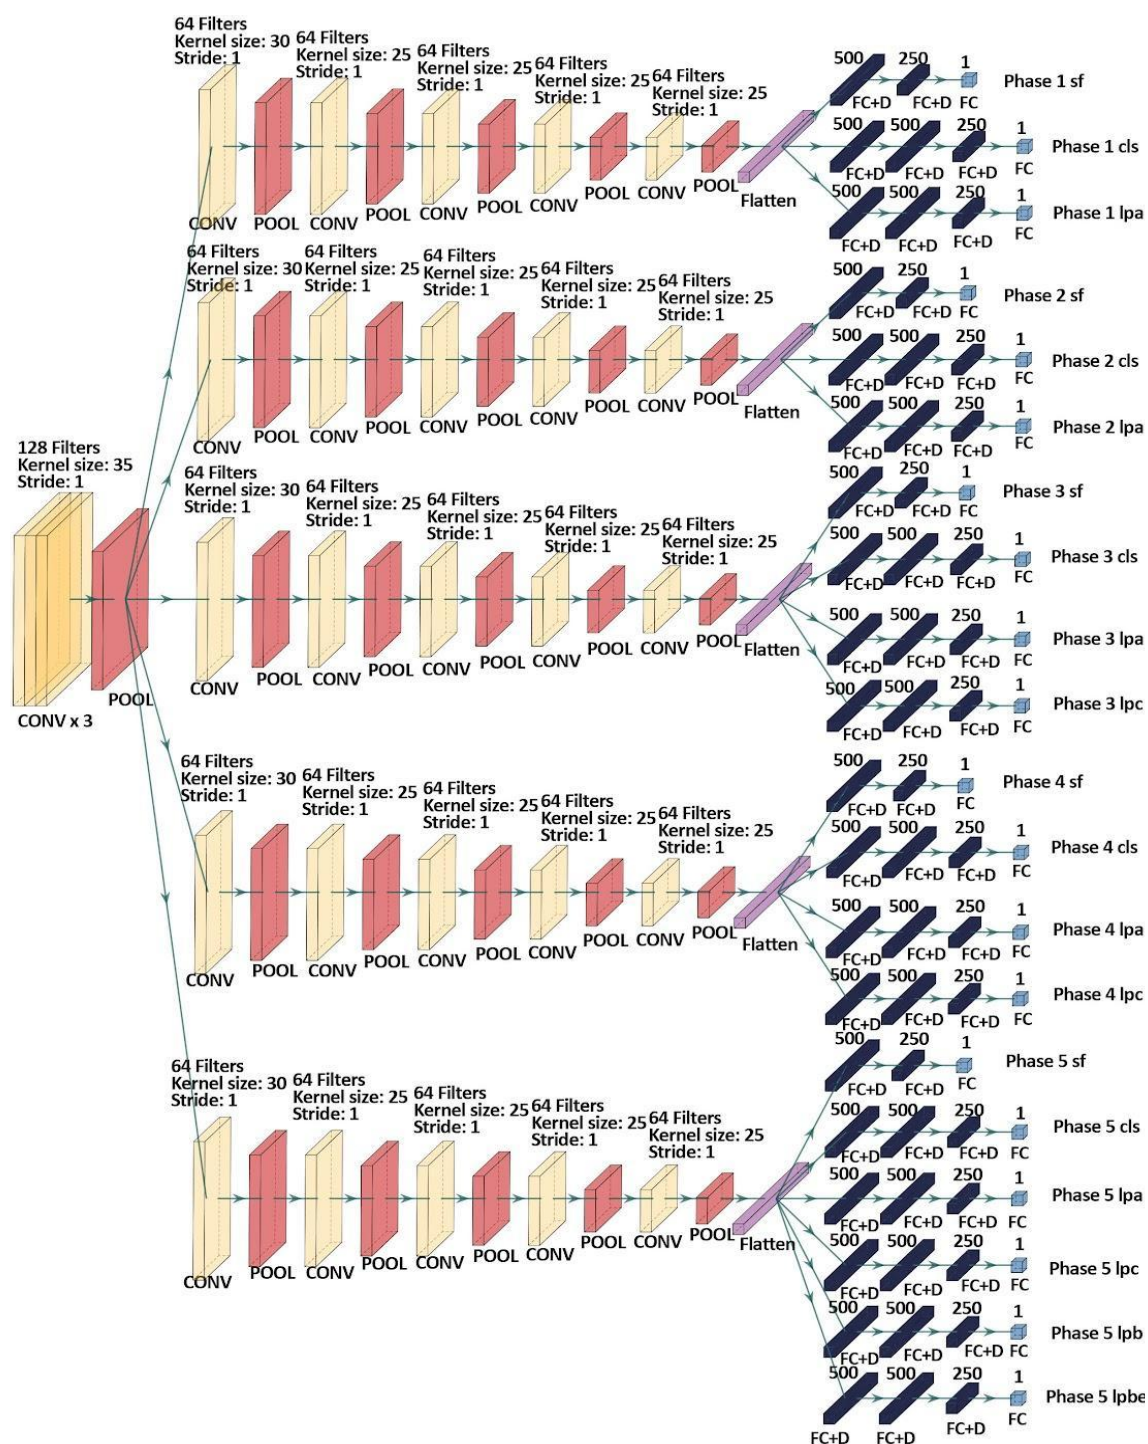 128 Filters
Kernel size: 35
Stride: 1
CONV x 3
POOL
64 Filters
Kernel size: 30
Stride: 1
CONV
POOL
64 Filters
Kernel size: 25
Stride: 1
CONV
POOL
64 Filters
Kernel size: 25
Stride: 1
CONV
POOL
64 Filters
Kernel size: 25
Stride: 1
CONV
POOL
64 Filters
Kernel size: 25
Stride: 1
CONV
POOL
Flatten
500 250 1
FC+D FC+D FC
Phase 1 sf
500 500 250 1
FC+D FC+D FC+D FC
Phase 1 cls
500 500 250 1
FC+D FC+D FC+D FC
Phase 1 lpa
64 Filters
Kernel size: 30
Stride: 1
CONV
POOL
64 Filters
Kernel size: 25
Stride: 1
CONV
POOL
64 Filters
Kernel size: 25
Stride: 1
CONV
POOL
64 Filters
Kernel size: 25
Stride: 1
CONV
POOL
64 Filters
Kernel size: 25
Stride: 1
CONV
POOL
Flatten
500 250 1
FC+D FC+D FC
Phase 2 sf
500 500 250 1
FC+D FC+D FC+D FC
Phase 2 cls
500 500 250 1
FC+D FC+D FC+D FC
Phase 2 lpa
64 Filters
Kernel size: 30
Stride: 1
CONV
POOL
64 Filters
Kernel size: 25
Stride: 1
CONV
POOL
64 Filters
Kernel size: 25
Stride: 1
CONV
POOL
64 Filters
Kernel size: 25
Stride: 1
CONV
POOL
64 Filters
Kernel size: 25
Stride: 1
CONV
POOL
Flatten
500 250 1
FC+D FC+D FC
Phase 3 sf
500 500 250 1
FC+D FC+D FC+D FC
Phase 3 cls
500 500 250 1
FC+D FC+D FC+D FC
Phase 3 lpa
500 500 250 1
FC+D FC+D FC+D FC
Phase 3 lpc
64 Filters
Kernel size: 30
Stride: 1
CONV
POOL
64 Filters
Kernel size: 25
Stride: 1
CONV
POOL
64 Filters
Kernel size: 25
Stride: 1
CONV
POOL
64 Filters
Kernel size: 25
Stride: 1
CONV
POOL
64 Filters
Kernel size: 25
Stride: 1
CONV
POOL
Flatten
500 250 1
FC+D FC+D FC
Phase 4 sf
500 500 250 1
FC+D FC+D FC+D FC
Phase 4 cls
500 500 250 1
FC+D FC+D FC+D FC
Phase 4 lpa
500 500 250 1
FC+D FC+D FC+D FC
Phase 4 lpc
64 Filters
Kernel size: 30
Stride: 1
CONV
POOL
64 Filters
Kernel size: 25
Stride: 1
CONV
POOL
64 Filters
Kernel size: 25
Stride: 1
CONV
POOL
64 Filters
Kernel size: 25
Stride: 1
CONV
POOL
64 Filters
Kernel size: 25
Stride: 1
CONV
POOL
Flatten
500 250 1
FC+D FC+D FC
Phase 5 sf
500 500 250 1
FC+D FC+D FC+D FC
Phase 5 cls
500 500 250 1
FC+D FC+D FC+D FC
Phase 5 lpa
500 500 250 1
FC+D FC+D FC+D FC
Phase 5 lpc
500 500 250 1
FC+D FC+D FC+D FC
Phase 5 lpb
500 500 250 1
FC+D FC+D FC+D FC
Phase 5 lpbe